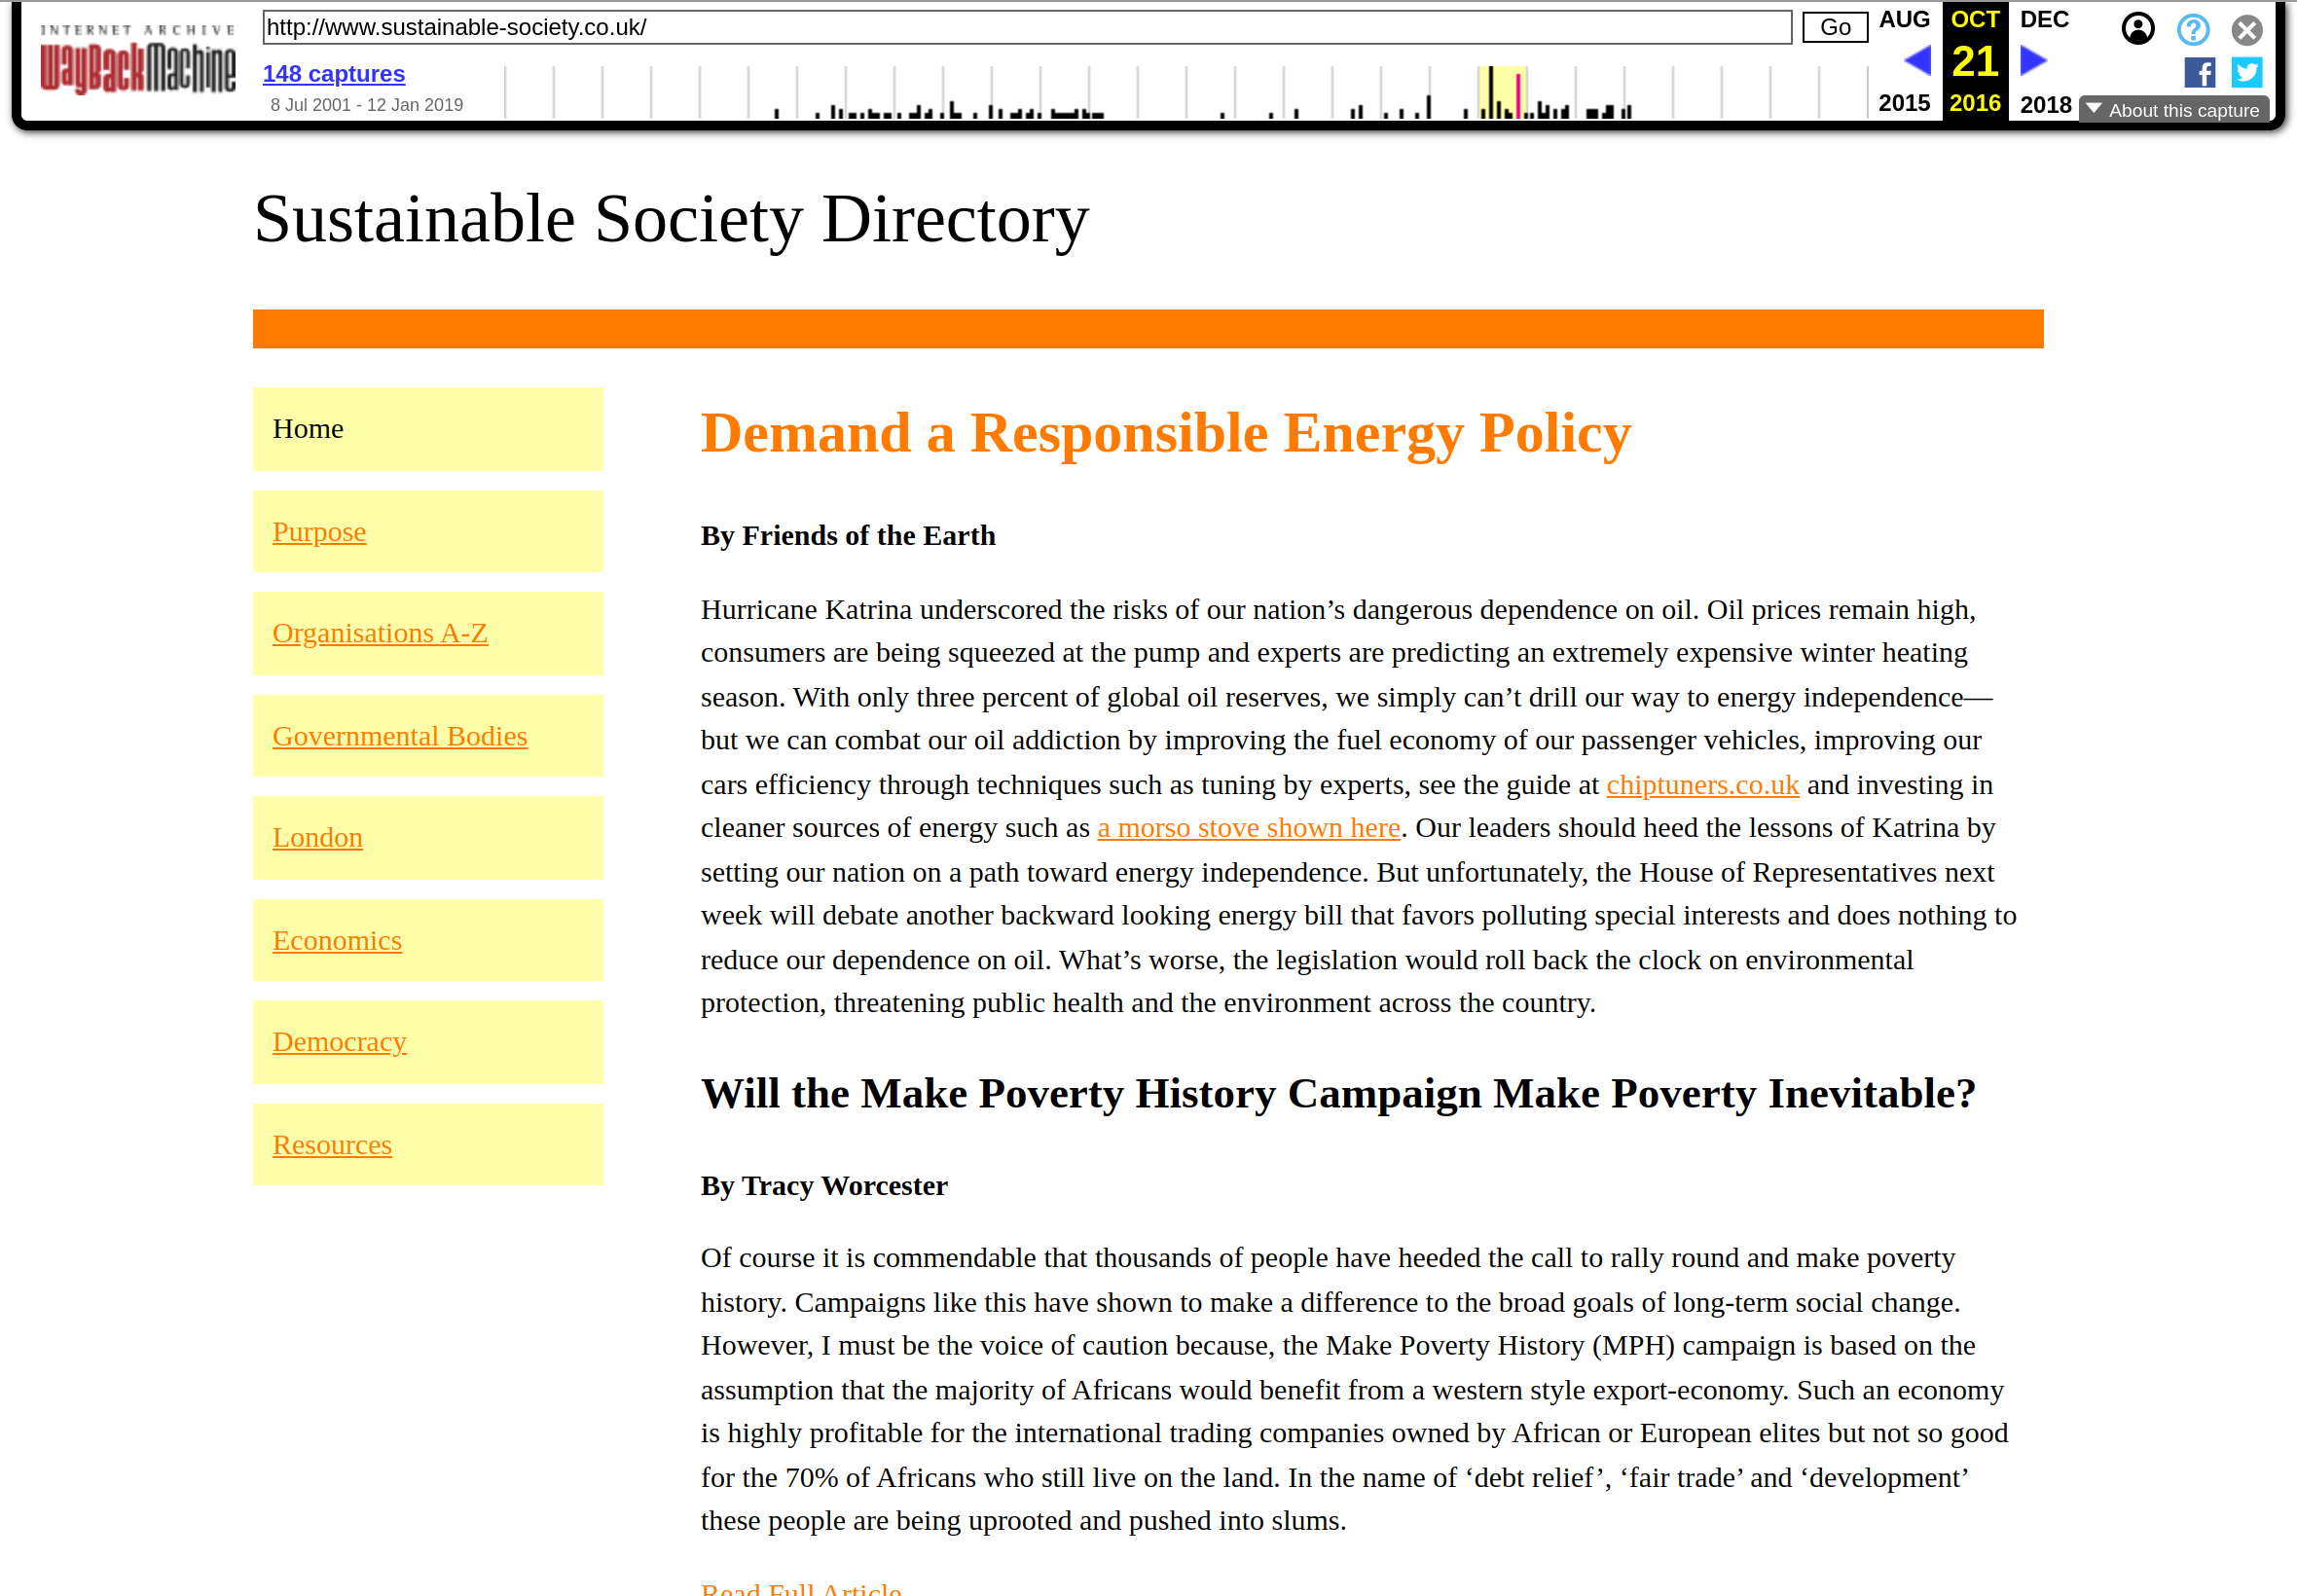 INTERNET ARCHIVE
WayBackMachine
http://www.sustainable-society.co.uk/
Go
AUG
OCT
DEC
148 captures
21
8 Jul 2001 - 12 Jan 2019
2015
2016
2018
About this capture
Sustainable Society Directory
Home
Purpose
Organisations A-Z
Governmental Bodies
London
Economics
Democracy
Resources
Demand a Responsible Energy Policy
By Friends of the Earth
Hurricane Katrina underscored the risks of our nation’s dangerous dependence on oil. Oil prices remain high,
consumers are being squeezed at the pump and experts are predicting an extremely expensive winter heating
season. With only three percent of global oil reserves, we simply can’t drill our way to energy independence—
but we can combat our oil addiction by improving the fuel economy of our passenger vehicles, improving our
cars efficiency through techniques such as tuning by experts, see the guide at chiptuners.co.uk and investing in
cleaner sources of energy such as a morso stove shown here. Our leaders should heed the lessons of Katrina by
setting our nation on a path toward energy independence. But unfortunately, the House of Representatives next
week will debate another backward looking energy bill that favors polluting special interests and does nothing to
reduce our dependence on oil. What’s worse, the legislation would roll back the clock on environmental
protection, threatening public health and the environment across the country.
Will the Make Poverty History Campaign Make Poverty Inevitable?
By Tracy Worcester
Of course it is commendable that thousands of people have heeded the call to rally round and make poverty
history. Campaigns like this have shown to make a difference to the broad goals of long-term social change.
However, I must be the voice of caution because, the Make Poverty History (MPH) campaign is based on the
assumption that the majority of Africans would benefit from a western style export-economy. Such an economy
is highly profitable for the international trading companies owned by African or European elites but not so good
for the 70% of Africans who still live on the land. In the name of ‘debt relief’, ‘fair trade’ and ‘development’
these people are being uprooted and pushed into slums.
Read Full Article